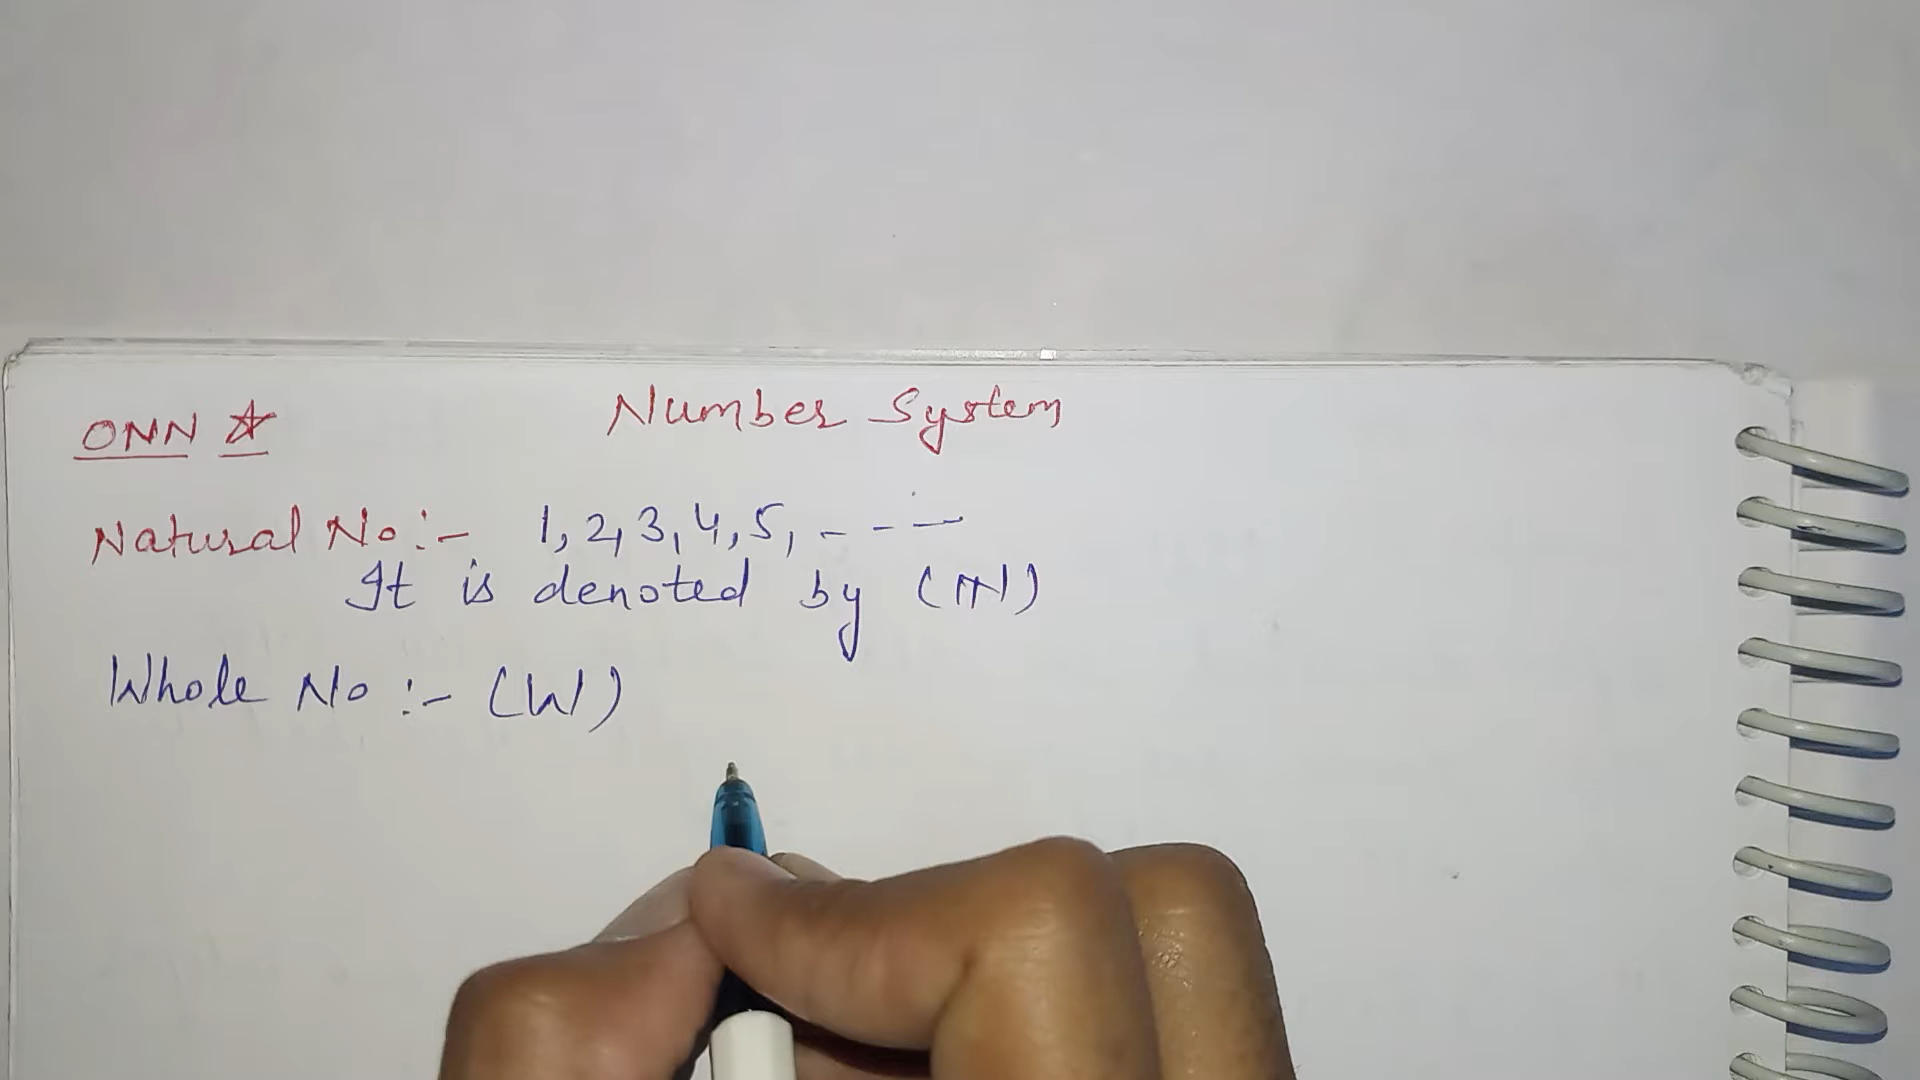 ONN ☆ Number System
Natural No :- 1, 2, 3, 4, 5, - - -
It is denoted by (N)
Whole No :- (W)